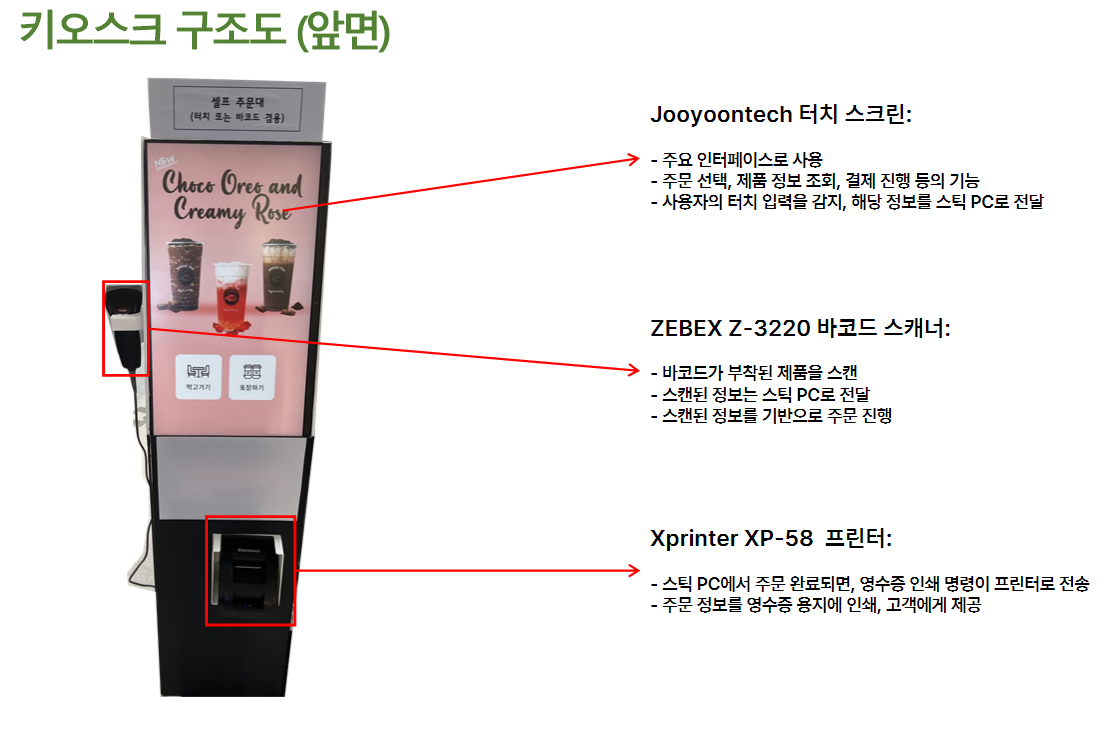 키오스크 구조도 (앞면)
셀프 주문대
(터치 또는 바코드 겸용)
NEW
Choco Oreo and
Creamy Rose
먹고가기
포장하기
Jooyoontech 터치 스크린:
- 주요 인터페이스로 사용
- 주문 선택, 제품 정보 조회, 결제 진행 등의 기능
- 사용자의 터치 입력을 감지, 해당 정보를 스틱 PC로 전달
ZEBEX Z-3220 바코드 스캐너:
- 바코드가 부착된 제품을 스캔
- 스캔된 정보는 스틱 PC로 전달
- 스캔된 정보를 기반으로 주문 진행
Xprinter XP-58 프린터:
- 스틱 PC에서 주문 완료되면, 영수증 인쇄 명령이 프린터로 전송
- 주문 정보를 영수증 용지에 인쇄, 고객에게 제공